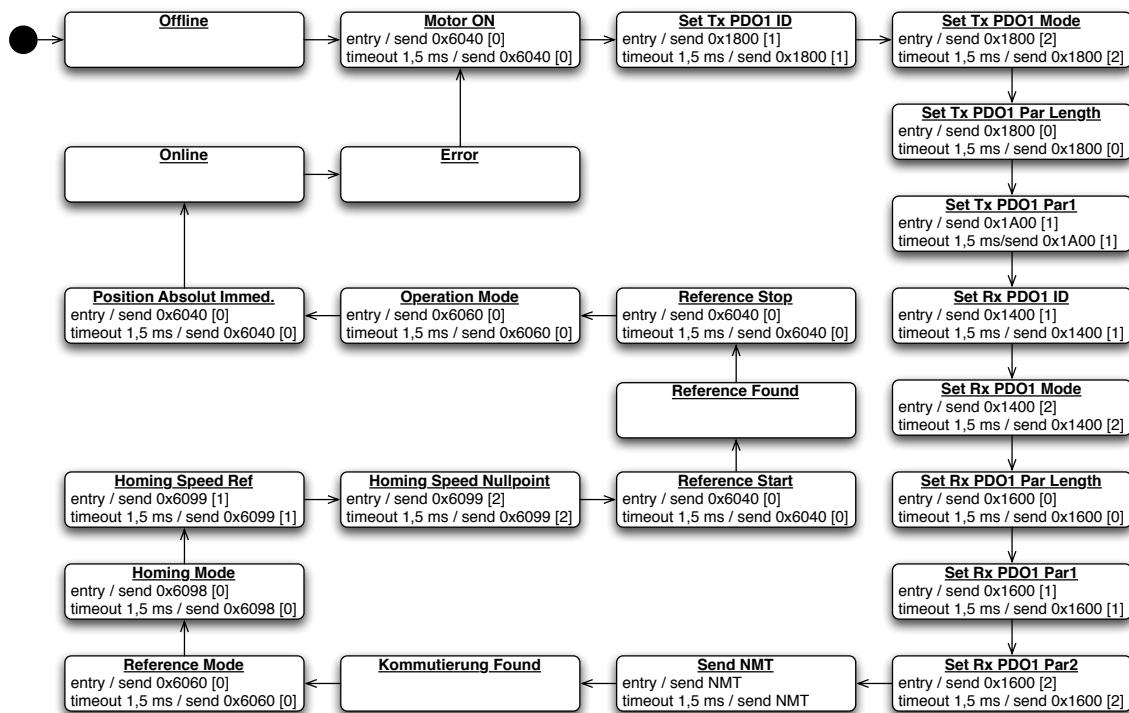 Offline
Motor ON
entry / send 0x6040 [0]
timeout 1,5 ms / send 0x6040 [0]
Set Tx PDO1 ID
entry / send 0x1800 [1]
timeout 1,5 ms / send 0x1800 [1]
Set Tx PDO1 Mode
entry / send 0x1800 [2]
timeout 1,5 ms / send 0x1800 [2]
Set Tx PDO1 Par Length
entry / send 0x1800 [0]
timeout 1,5 ms / send 0x1800 [0]
Online
Error
Set Tx PDO1 Par1
entry / send 0x1A00 [1]
timeout 1,5 ms/send 0x1A00 [1]
Position Absolut Immed.
entry / send 0x6040 [0]
timeout 1,5 ms / send 0x6040 [0]
Operation Mode
entry / send 0x6060 [0]
timeout 1,5 ms / send 0x6060 [0]
Reference Stop
entry / send 0x6040 [0]
timeout 1,5 ms / send 0x6040 [0]
Set Rx PDO1 ID
entry / send 0x1400 [1]
timeout 1,5 ms / send 0x1400 [1]
Reference Found
Set Rx PDO1 Mode
entry / send 0x1400 [2]
timeout 1,5 ms / send 0x1400 [2]
Homing Speed Ref
entry / send 0x6099 [1]
timeout 1,5 ms / send 0x6099 [1]
Homing Speed Nullpoint
entry / send 0x6099 [2]
timeout 1,5 ms / send 0x6099 [2]
Reference Start
entry / send 0x6040 [0]
timeout 1,5 ms / send 0x6040 [0]
Set Rx PDO1 Par Length
entry / send 0x1600 [0]
timeout 1,5 ms / send 0x1600 [0]
Homing Mode
entry / send 0x6098 [0]
timeout 1,5 ms / send 0x6098 [0]
Set Rx PDO1 Par1
entry / send 0x1600 [1]
timeout 1,5 ms / send 0x1600 [1]
Reference Mode
entry / send 0x6060 [0]
timeout 1,5 ms / send 0x6060 [0]
Kommutierung Found
Send NMT
entry / send NMT
timeout 1,5 ms / send NMT
Set Rx PDO1 Par2
entry / send 0x1600 [2]
timeout 1,5 ms / send 0x1600 [2]